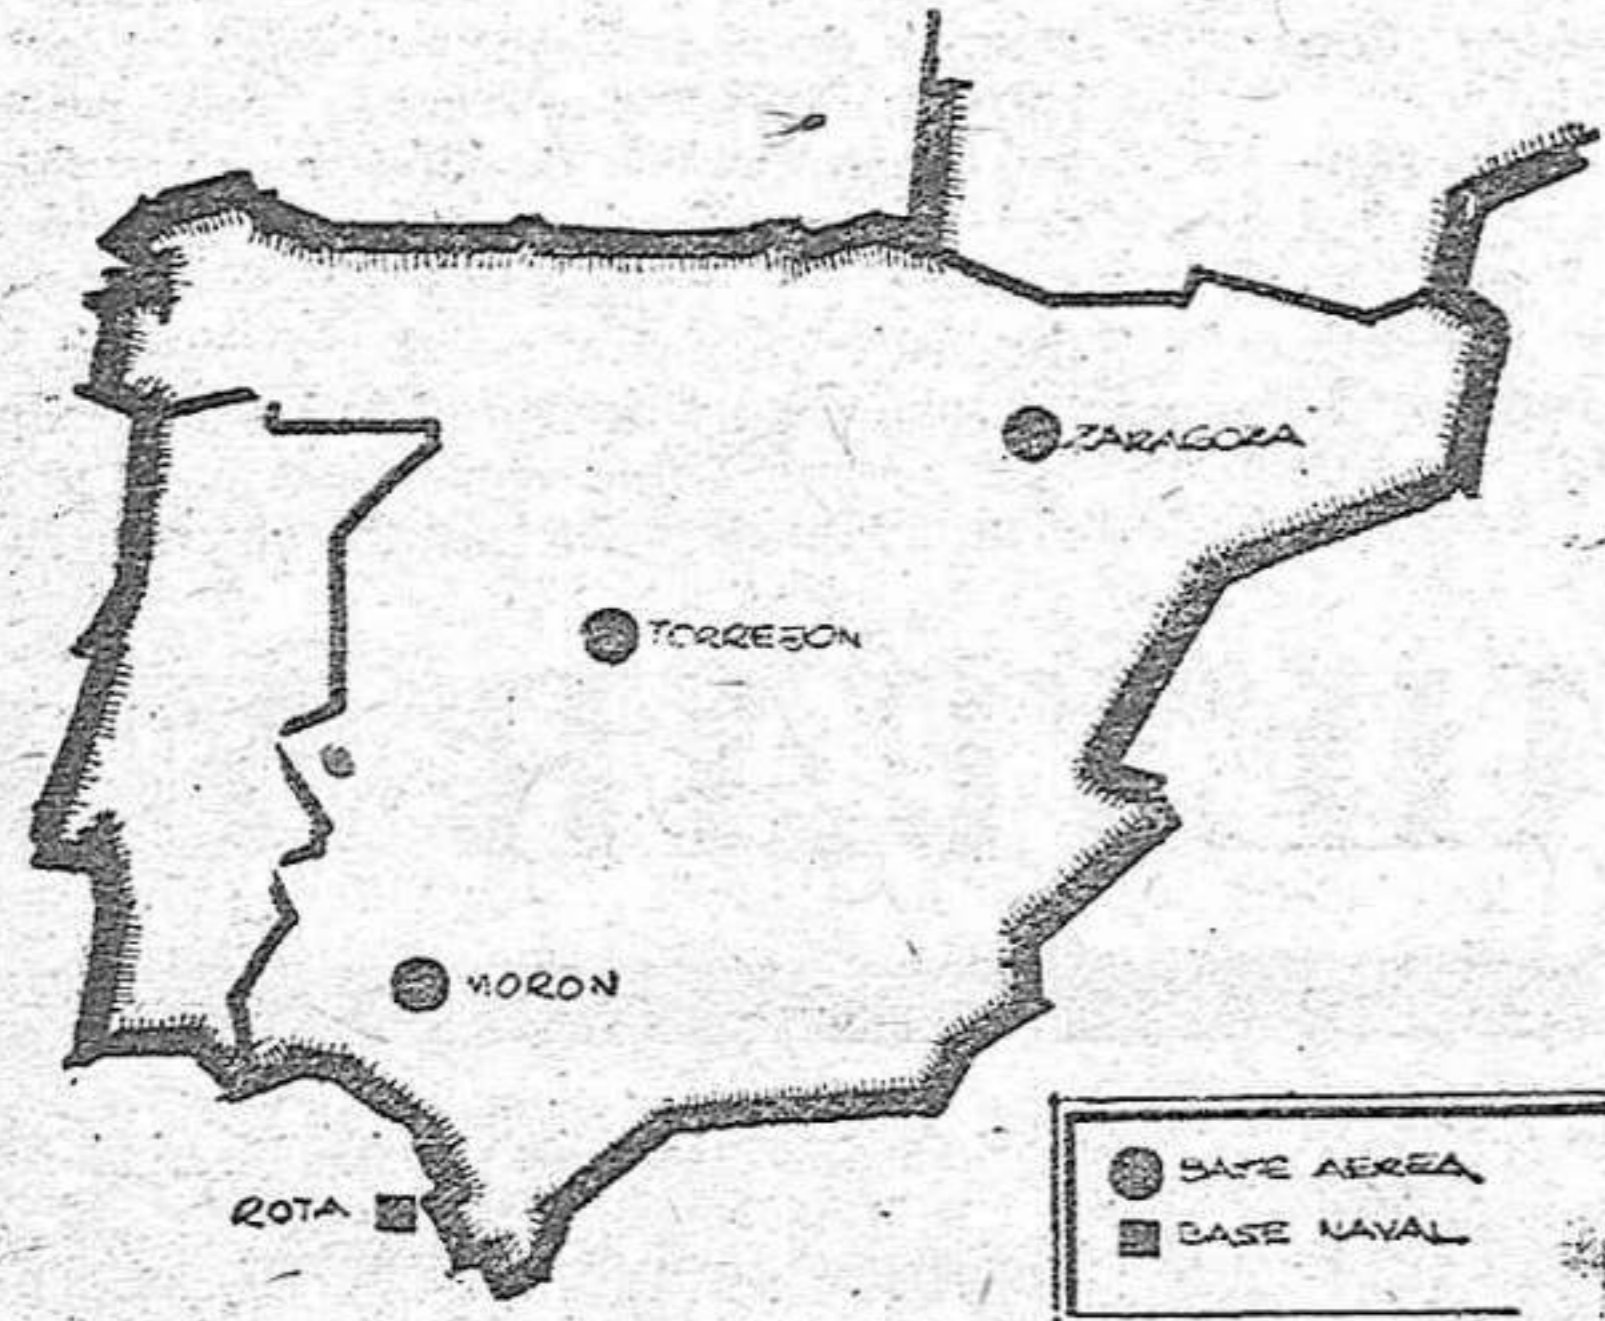 ZARAGOZA
TORREJON
MORON
ROTA
BASE AEREA
BASE NAVAL